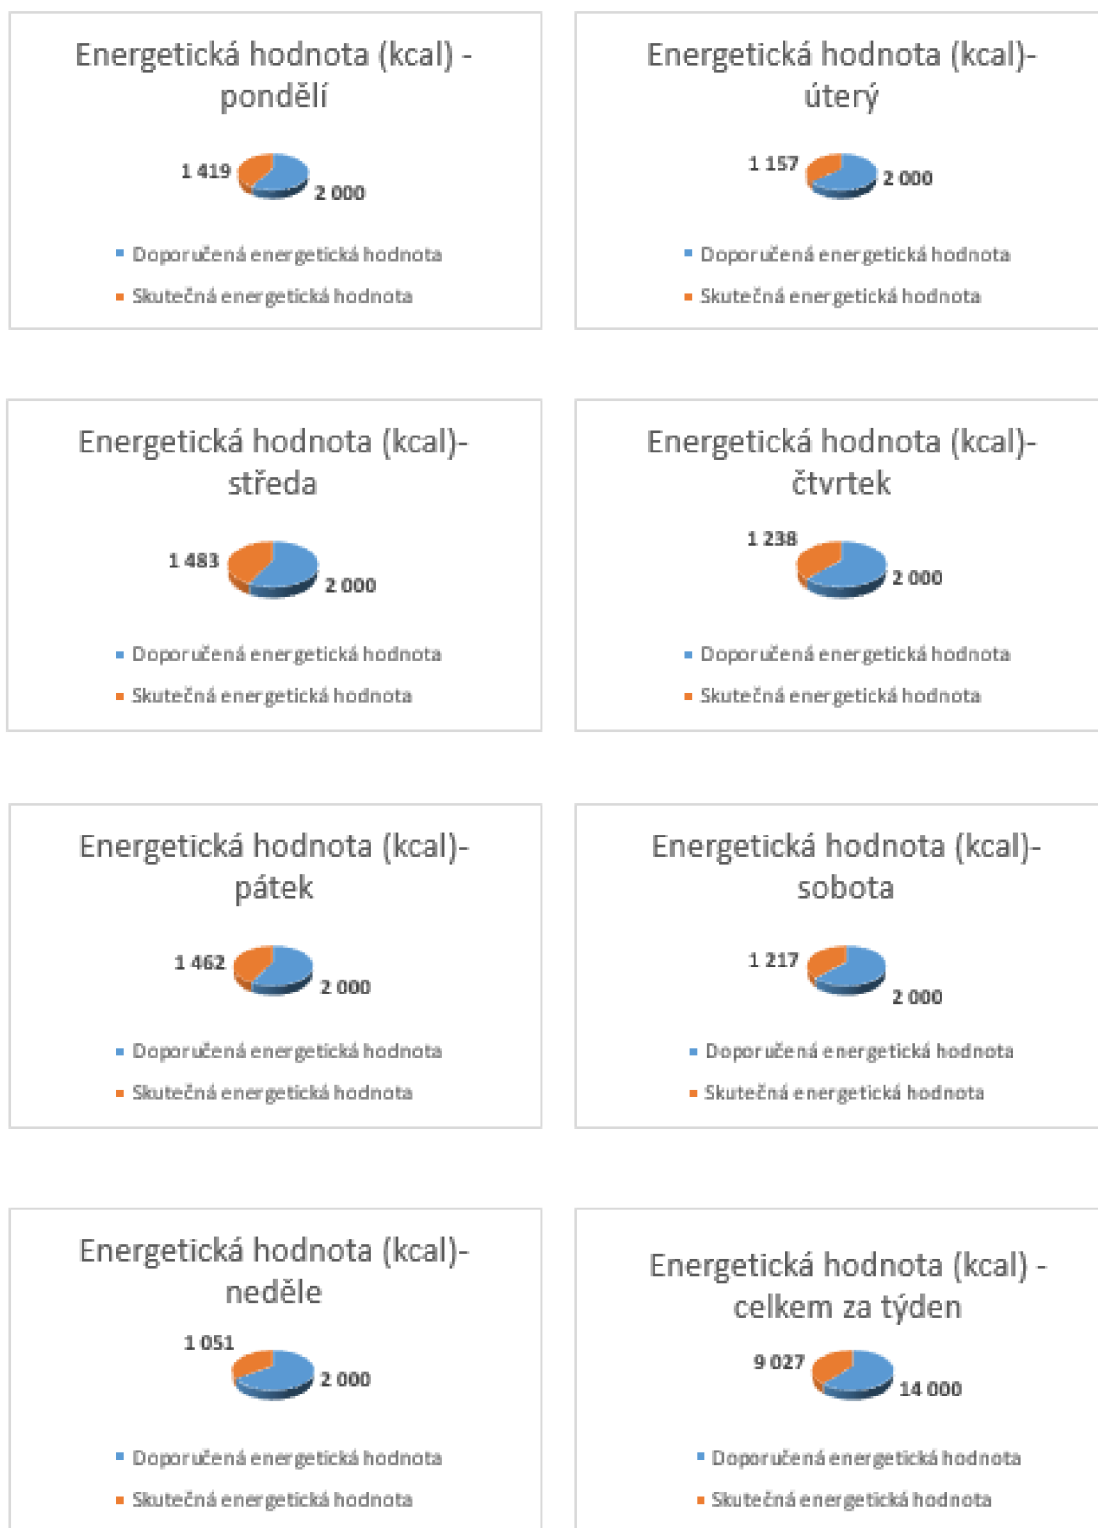 Energetická hodnota (kcal) -
pondělí
1 419
2 000
Doporučená energetická hodnota
Skutečná energetická hodnota
Energetická hodnota (kcal)-
úterý
1 157
2 000
Doporučená energetická hodnota
Skutečná energetická hodnota
Energetická hodnota (kcal)-
středa
1 483
2 000
Doporučená energetická hodnota
Skutečná energetická hodnota
Energetická hodnota (kcal)-
čtvrtek
1 238
2 000
Doporučená energetická hodnota
Skutečná energetická hodnota
Energetická hodnota (kcal)-
pátek
1 462
2 000
Doporučená energetická hodnota
Skutečná energetická hodnota
Energetická hodnota (kcal)-
sobota
1 217
2 000
Doporučená energetická hodnota
Skutečná energetická hodnota
Energetická hodnota (kcal)-
neděle
1 051
2 000
Doporučená energetická hodnota
Skutečná energetická hodnota
Energetická hodnota (kcal) -
celkem za týden
9 027
14 000
Doporučená energetická hodnota
Skutečná energetická hodnota